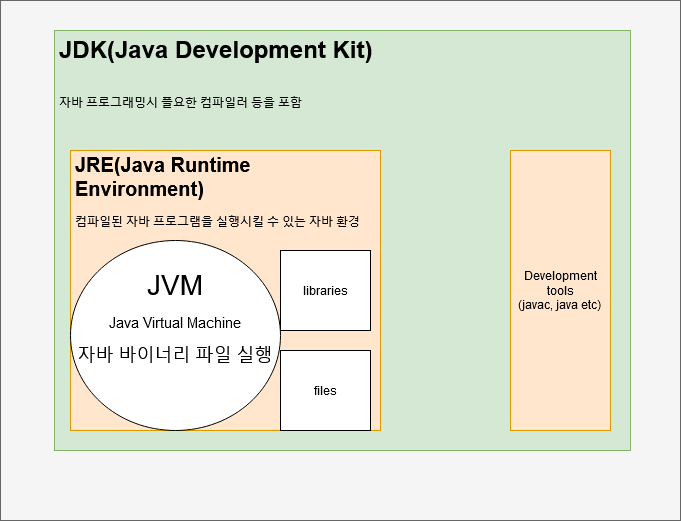 JDK(Java Development Kit)
자바 프로그래밍시 플요한 컴파일러 등을 포함
JRE(Java Runtime
Environment)
컴파일된 자바 프로그램을 실행시킬 수 있는 자바 환경
JVM
Java Virtual Machine
자바 바이너리 파일 실행
libraries
files
Development
tools
(javac, java etc)